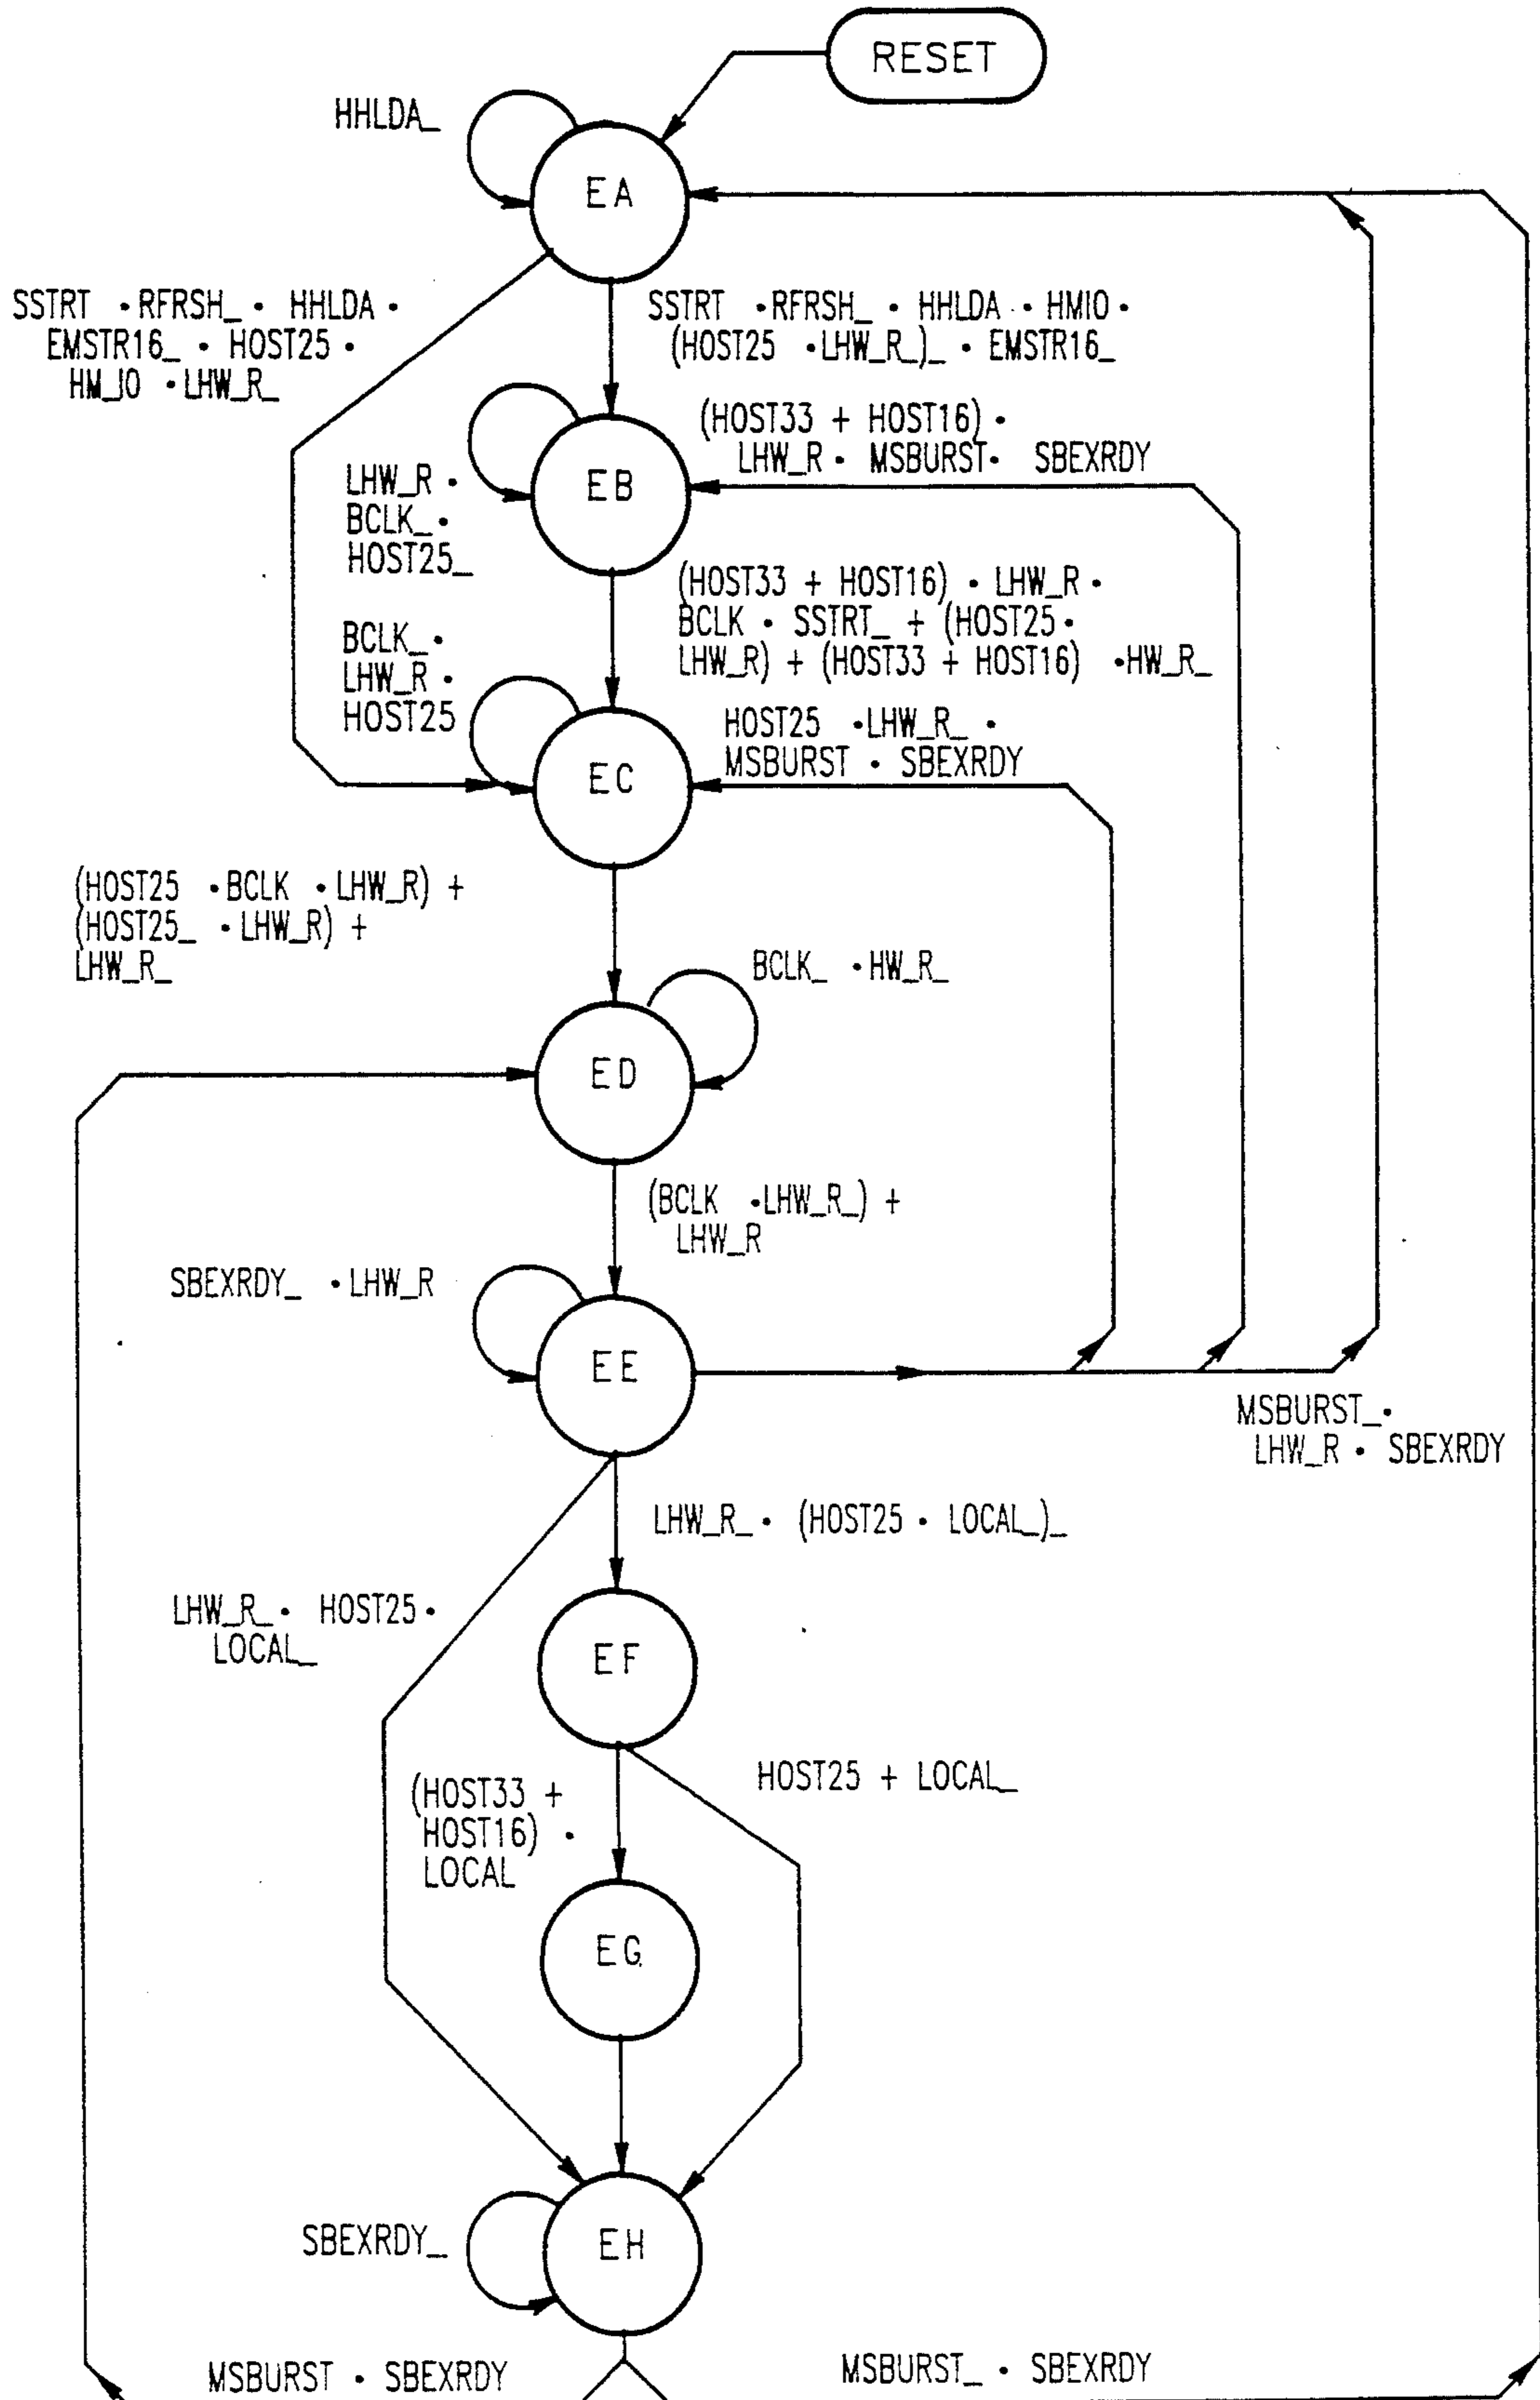 RESET
HHLDA_
EA
SSTRT •RFRSH_ • HHLDA •
EMSTR16_ • HOST25 •
HM_IO •LHW_R_
SSTRT •RFRSH_ • HHLDA • HMIO •
(HOST25 •LHW_R_)_ • EMSTR16_
(HOST33 + HOST16) •
LHW_R • MSBURST • SBEXRDY
EB
LHW_R •
BCLK_ •
HOST25_
(HOST33 + HOST16) • LHW_R •
BCLK • SSTRT_ + (HOST25 •
LHW_R) + (HOST33 + HOST16) •HW_R_
BCLK_ •
LHW_R •
HOST25
HOST25 •LHW_R_ •
MSBURST • SBEXRDY
EC
(HOST25 •BCLK •LHW_R) +
(HOST25_ •LHW_R) +
LHW_R_
BCLK_ •HW_R_
ED
(BCLK •LHW_R_) +
LHW_R
SBEXRDY_ •LHW_R
EE
MSBURST_ •
LHW_R • SBEXRDY
LHW_R_ • (HOST25 • LOCAL_)_
LHW_R_ • HOST25 •
LOCAL_
EF
HOST25 + LOCAL_
(HOST33 +
HOST16) •
LOCAL
EG
SBEXRDY_
EH
MSBURST • SBEXRDY
MSBURST_ • SBEXRDY